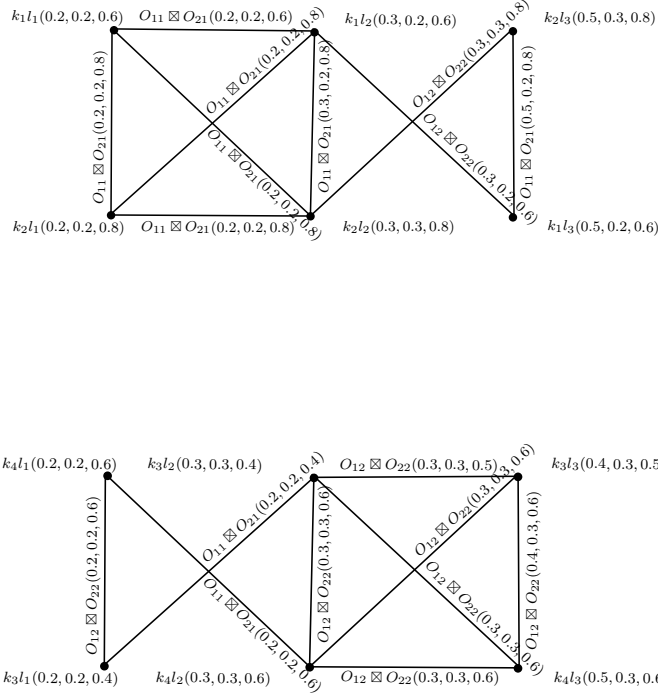 k₁l₁(0.2, 0.2, 0.6)
O₁₁ ⊠ O₂₁(0.2, 0.2, 0.6)
k₁l₂(0.3, 0.2, 0.6)
k₂l₃(0.5, 0.3, 0.8)
O₁₁ ⊠ O₂₁(0.2, 0.2, 0.8)
O₁₁ ⊠ O₂₁(0.2, 0.2, 0.8)
O₁₁ ⊠ O₂₁(0.2, 0.2, 0.8)
O₁₁ ⊠ O₂₁(0.3, 0.2, 0.8)
O₁₂ ⊠ O₂₂(0.3, 0.3, 0.8)
O₁₂ ⊠ O₂₂(0.3, 0.2, 0.6)
O₁₁ ⊠ O₂₁(0.5, 0.2, 0.8)
k₂l₁(0.2, 0.2, 0.8)
O₁₁ ⊠ O₂₁(0.2, 0.2, 0.8)
k₂l₂(0.3, 0.3, 0.8)
k₁l₃(0.5, 0.2, 0.6)
k₄l₁(0.2, 0.2, 0.6)
k₃l₂(0.3, 0.3, 0.4)
O₁₂ ⊠ O₂₂(0.3, 0.3, 0.5)
k₃l₃(0.4, 0.3, 0.5
O₁₂ ⊠ O₂₂(0.2, 0.2, 0.6)
O₁₁ ⊠ O₂₁(0.2, 0.2, 0.4)
O₁₁ ⊠ O₂₁(0.2, 0.2, 0.6)
O₁₂ ⊠ O₂₂(0.3, 0.3, 0.6)
O₁₂ ⊠ O₂₂(0.3, 0.3, 0.6)
O₁₂ ⊠ O₂₂(0.3, 0.3, 0.6)
O₁₂ ⊠ O₂₂(0.4, 0.3, 0.6)
k₃l₁(0.2, 0.2, 0.4)
k₄l₂(0.3, 0.3, 0.6)
O₁₂ ⊠ O₂₂(0.3, 0.3, 0.6)
k₄l₃(0.5, 0.3, 0.6